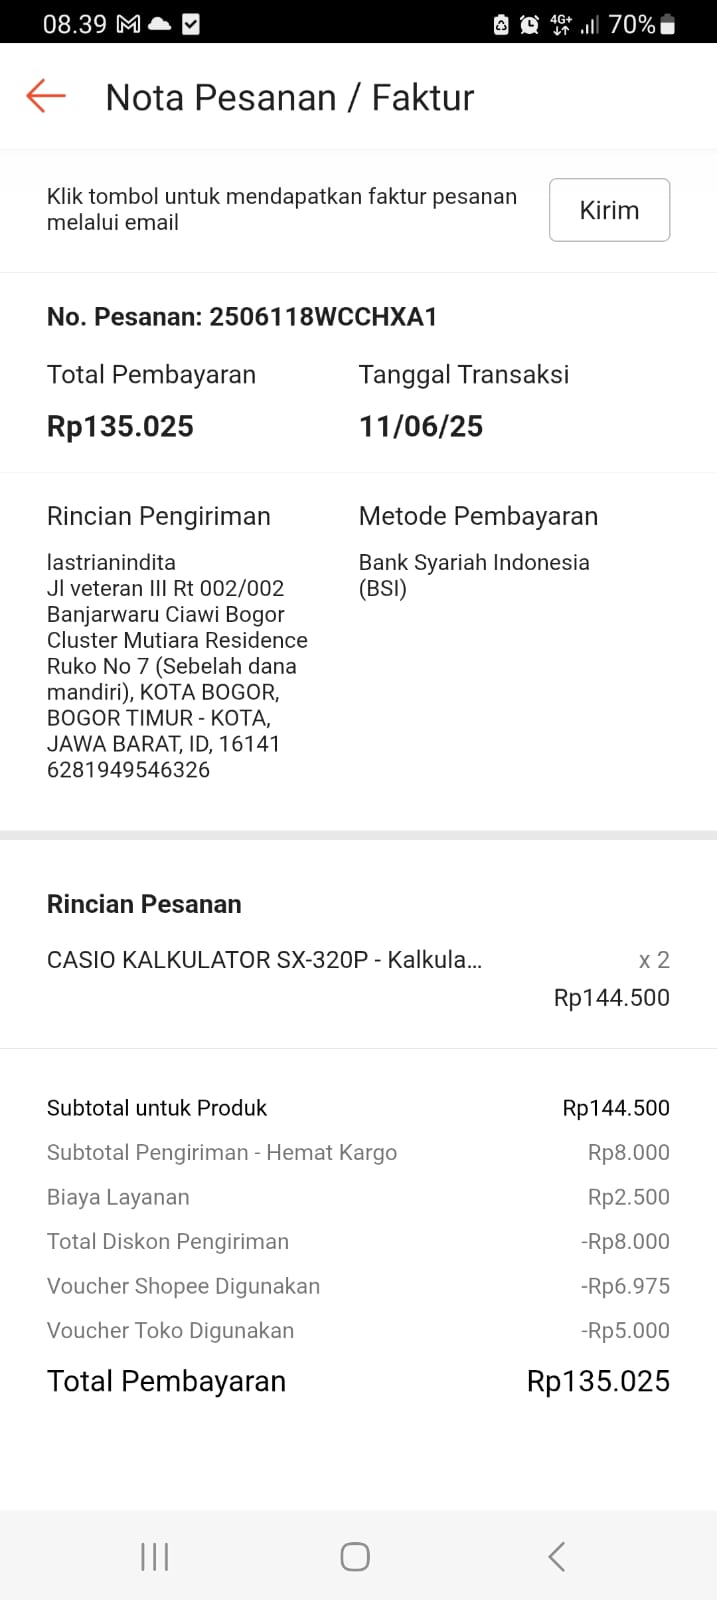 08.39
4G+
70%
Nota Pesanan / Faktur
Klik tombol untuk mendapatkan faktur pesanan
melalui email
Kirim
No. Pesanan: 2506118WCCHXA1
Total Pembayaran
Tanggal Transaksi
Rp135.025
11/06/25
Rincian Pengiriman
Metode Pembayaran
lastrianindita
Jl veteran III Rt 002/002
Banjarwaru Ciawi Bogor
Cluster Mutiara Residence
Ruko No 7 (Sebelah dana
mandiri), KOTA BOGOR,
BOGOR TIMUR - KOTA,
JAWA BARAT, ID, 16141
6281949546326
Bank Syariah Indonesia
(BSI)
Rincian Pesanan
CASIO KALKULATOR SX-320P - Kalkula...
x 2
Rp144.500
Subtotal untuk Produk
Rp144.500
Subtotal Pengiriman - Hemat Kargo
Rp8.000
Biaya Layanan
Rp2.500
Total Diskon Pengiriman
-Rp8.000
Voucher Shopee Digunakan
-Rp6.975
Voucher Toko Digunakan
-Rp5.000
Total Pembayaran
Rp135.025